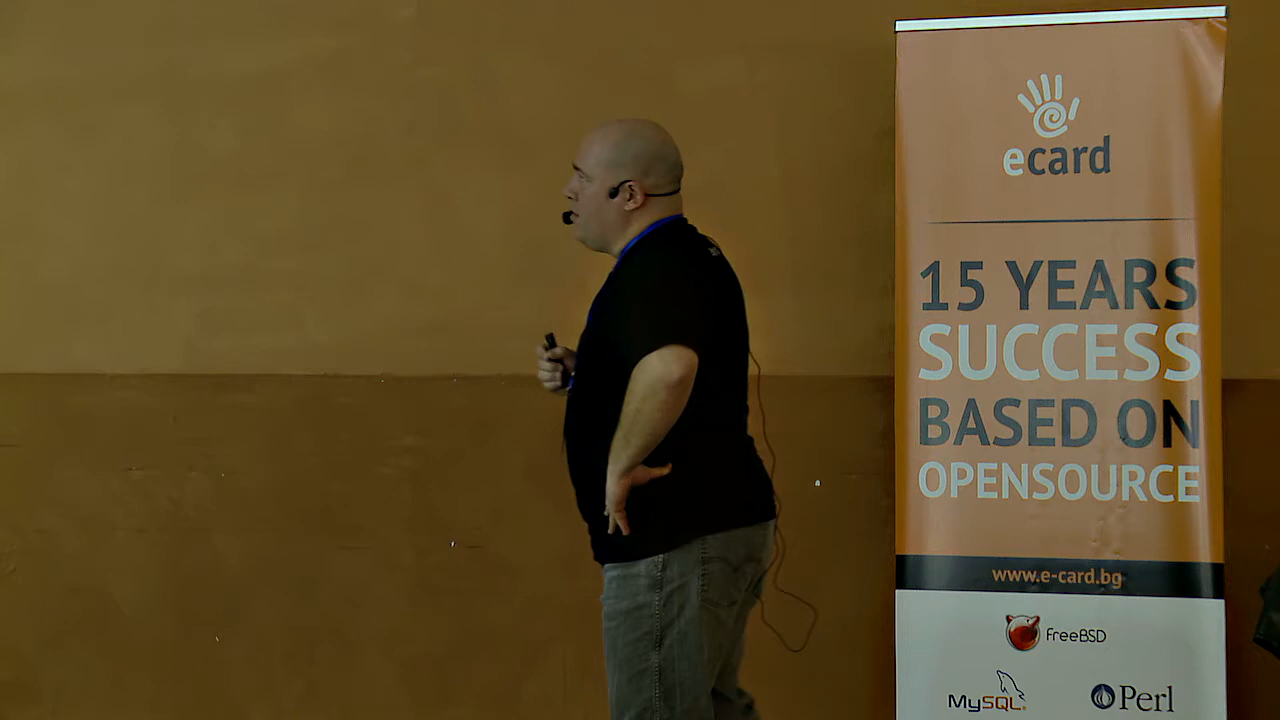 ecard
15 YEARS
SUCCESS
BASED ON
OPENSOURCE
www.e-card.bg
FreeBSD
MySQL®
Perl